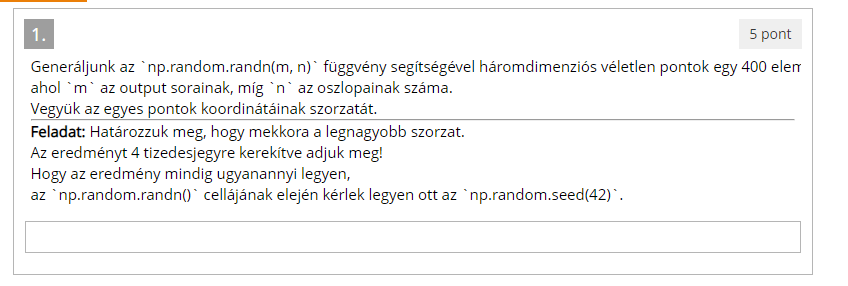 1.
5 pont
Generáljunk az `np.random.randn(m, n)` függvény segítségével háromdimenziós véletlen pontok egy 400 elem
ahol `m` az output sorainak, míg `n` az oszlopainak száma.
Vegyük az egyes pontok koordinátáinak szorzatát.
Feladat: Határozzuk meg, hogy mekkora a legnagyobb szorzat.
Az eredményt 4 tizedesjegyre kerekítve adjuk meg!
Hogy az eredmény mindig ugyanannyi legyen,
az `np.random.randn()` cellájának elején kérlek legyen ott az `np.random.seed(42)`.